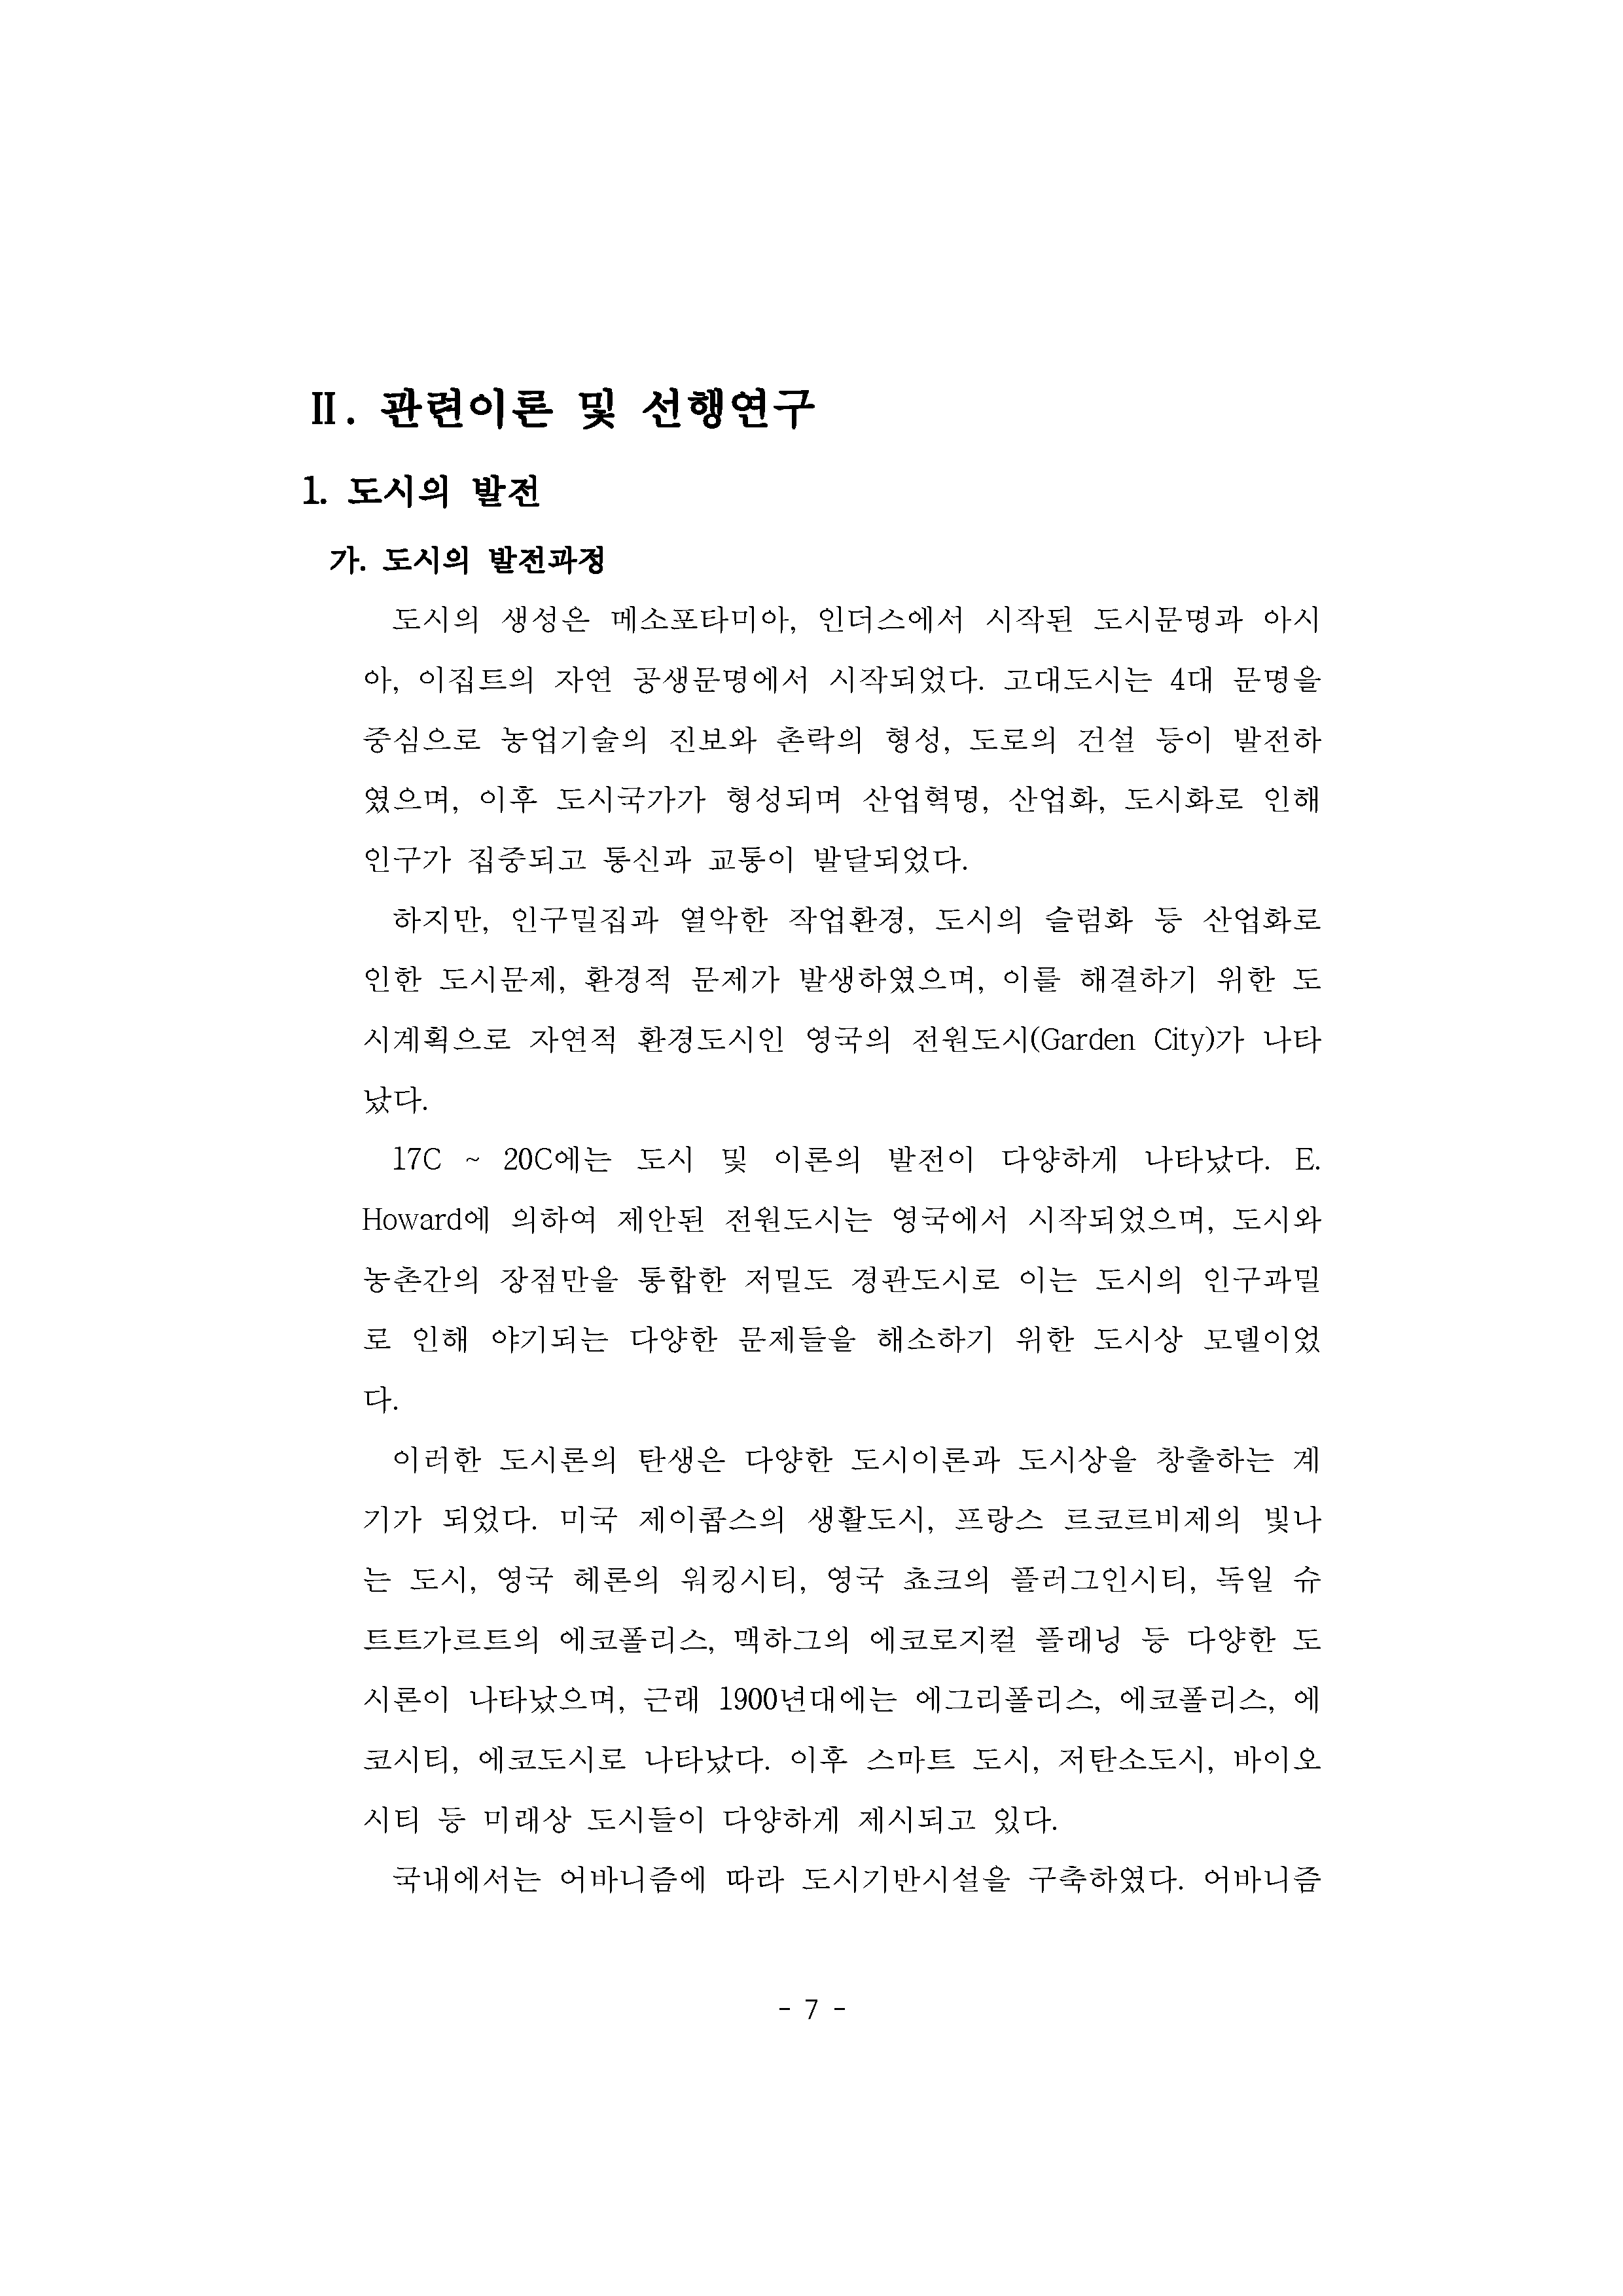 Ⅱ. 관련이론 및 선행연구
1. 도시의 발전
가. 도시의 발전과정
도시의 생성은 메소포타미아, 인더스에서 시작된 도시문명과 아시
아, 이집트의 자연 공생문명에서 시작되었다. 고대도시는 4대 문명을
중심으로 농업기술의 진보와 촌락의 형성, 도로의 건설 등이 발전하
였으며, 이후 도시국가가 형성되며 산업혁명, 산업화, 도시화로 인해
인구가 집중되고 통신과 교통이 발달되었다.
하지만, 인구밀집과 열악한 작업환경, 도시의 슬럼화 등 산업화로
인한 도시문제, 환경적 문제가 발생하였으며, 이를 해결하기 위한 도
시계획으로 자연적 환경도시인 영국의 전원도시(Garden City)가 나타
났다.
17C ~ 20C에는 도시 및 이론의 발전이 다양하게 나타났다. E.
Howard에 의하여 제안된 전원도시는 영국에서 시작되었으며, 도시와
농촌간의 장점만을 통합한 저밀도 경관도시로 이는 도시의 인구과밀
로 인해 야기되는 다양한 문제들을 해소하기 위한 도시상 모델이었
다.
이러한 도시론의 탄생은 다양한 도시이론과 도시상을 창출하는 계
기가 되었다. 미국 제이콥스의 생활도시, 프랑스 르코르비제의 빛나
는 도시, 영국 헤론의 워킹시티, 영국 쵸크의 플러그인시티, 독일 슈
트트가르트의 에코폴리스, 맥하그의 에코로지컬 플래닝 등 다양한 도
시론이 나타났으며, 근래 1900년대에는 에그리폴리스, 에코폴리스, 에
코시티, 에코도시로 나타났다. 이후 스마트 도시, 저탄소도시, 바이오
시티 등 미래상 도시들이 다양하게 제시되고 있다.
국내에서는 어바니즘에 따라 도시기반시설을 구축하였다. 어바니즘
- 7 -